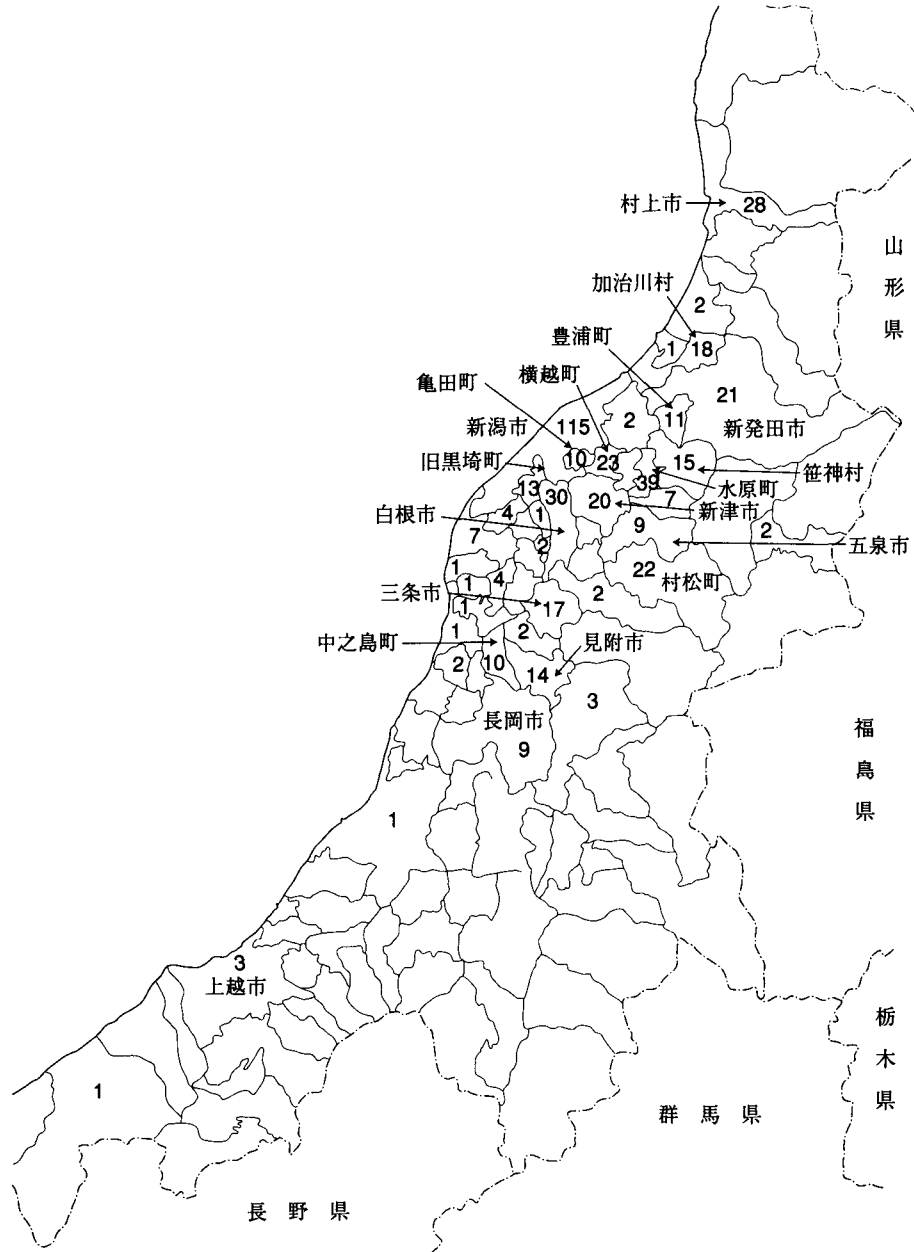 村上市
28
山形県
加治川村
2
豊浦町
1
18
亀田町
横越町
21
新潟市
115
2
11
新発田市
10
23
15
笹神村
旧黒埼町
39
水原町
13
30
20
新津市
7
白根市
4
1
9
2
五泉市
7
2
22
村松町
1
4
三条市
1
17
2
1
中之島町
1
2
見附市
2
10
14
3
長岡市
9
福島県
1
3
上越市
栃木県
1
群馬県
長野県